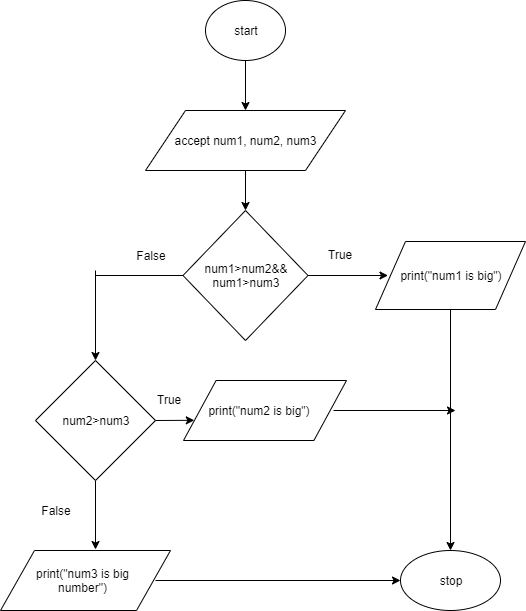 start
accept num1, num2, num3
num1>num2&&
num1>num3
False
True
print("num1 is big")
num2>num3
True
print("num2 is big")
False
print("num3 is big
number")
stop